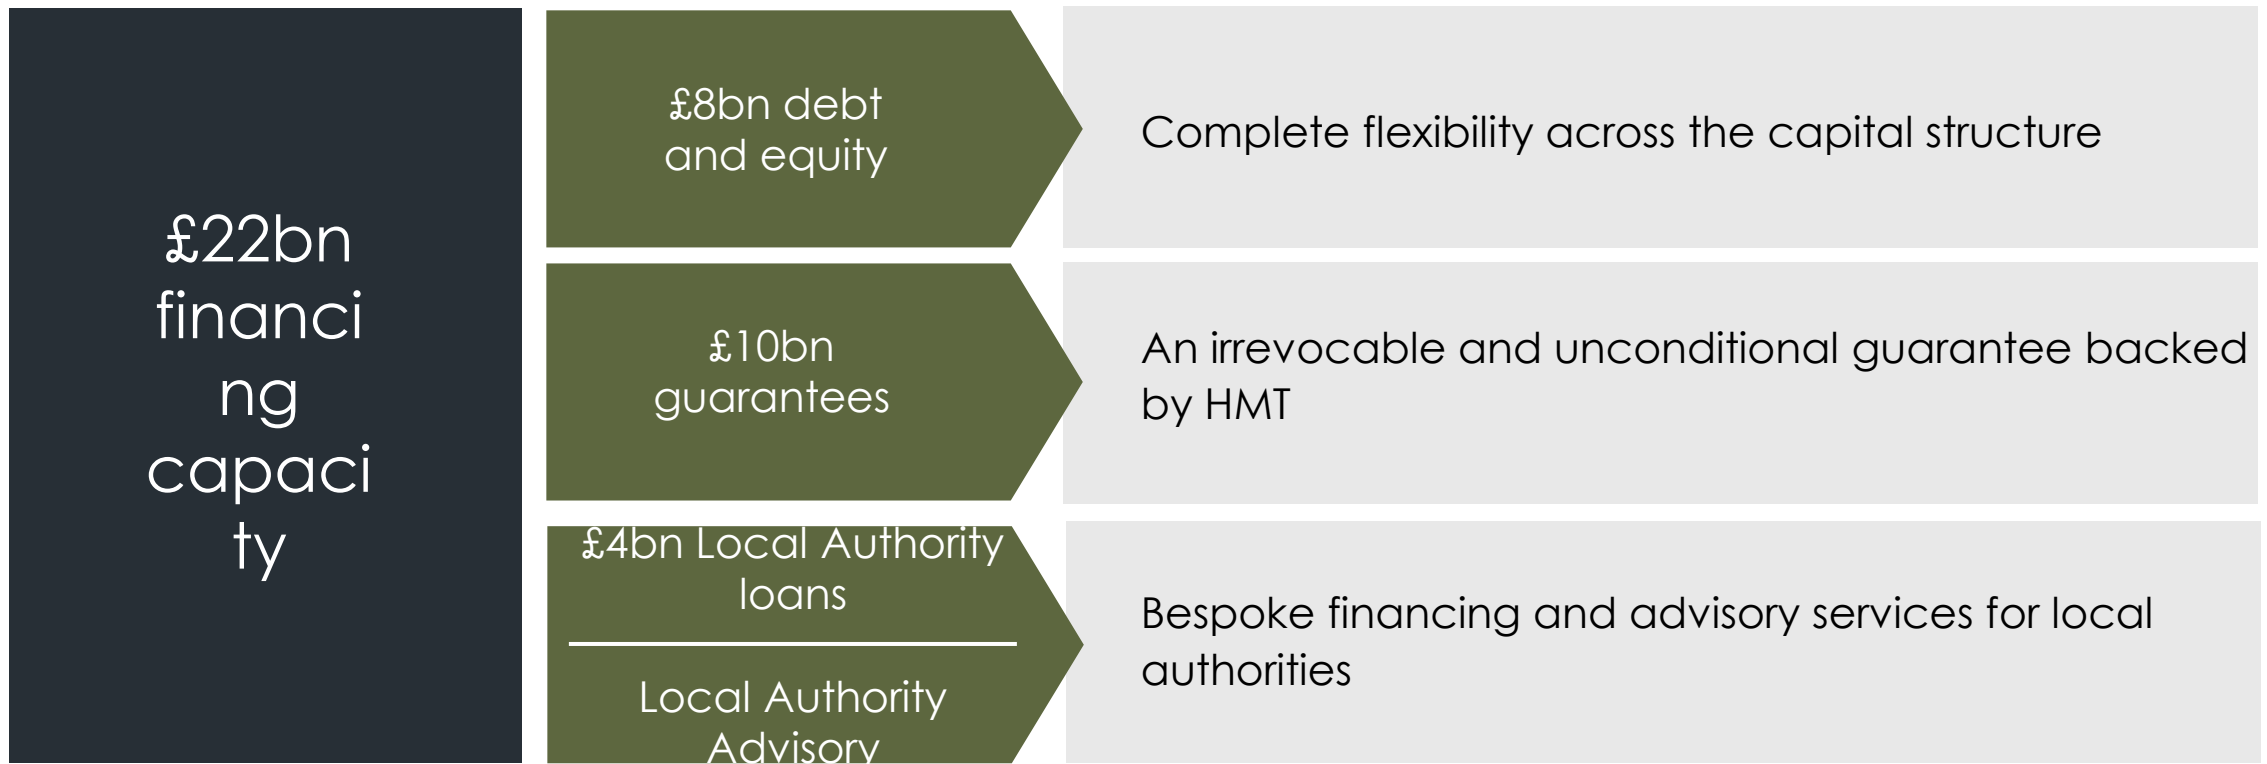 £22bn
financi
ng
capaci
ty
£8bn debt
and equity
Complete flexibility across the capital structure
£10bn
guarantees
An irrevocable and unconditional guarantee backed
by HMT
£4bn Local Authority
loans
Local Authority
Advisory
Bespoke financing and advisory services for local
authorities